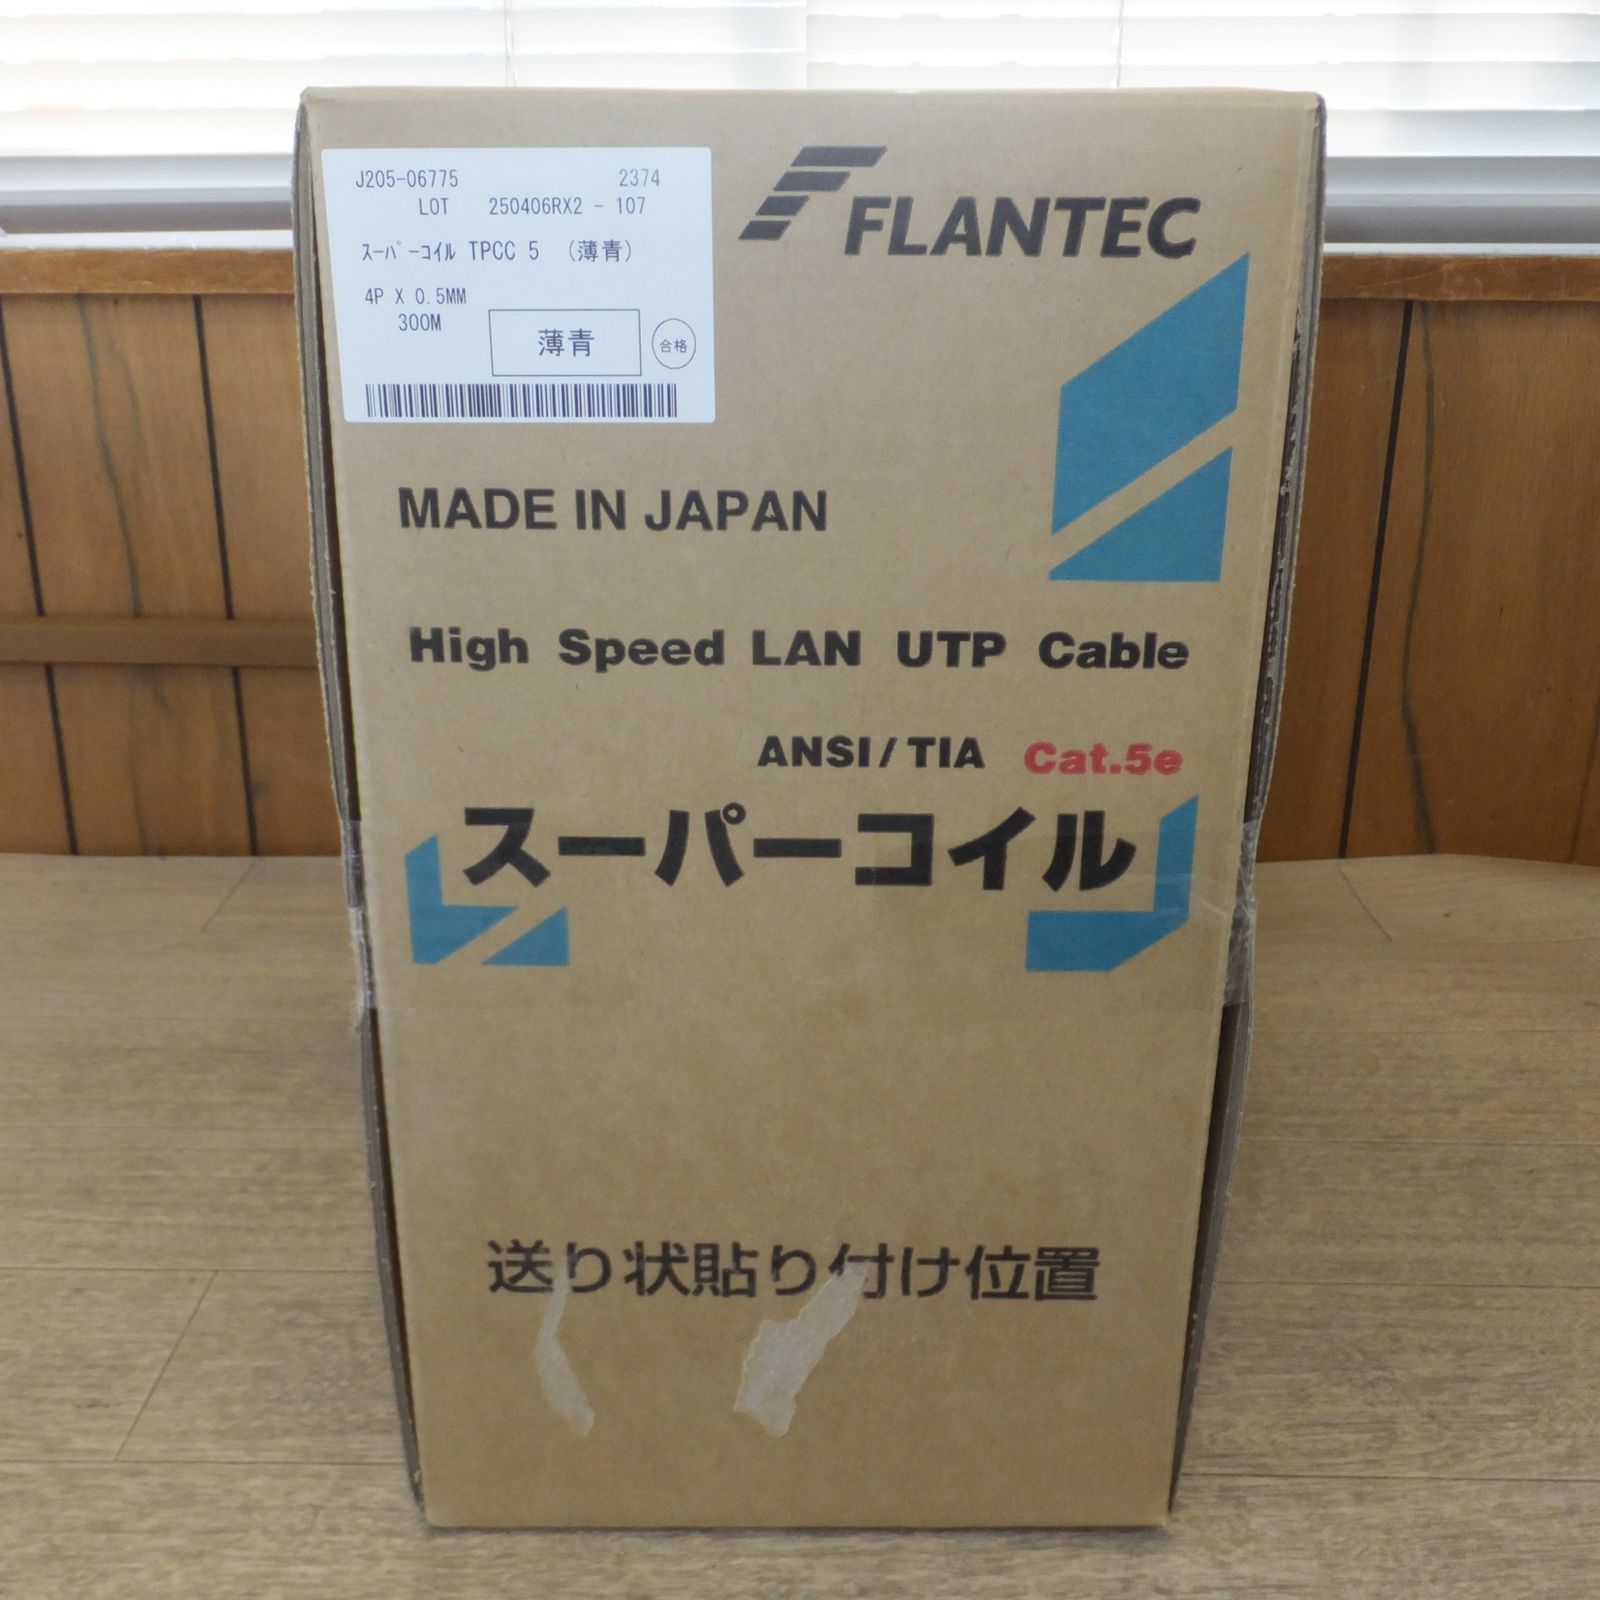 J205-06775 2374
LOT 250406RX2 - 107
ｽｰﾊﾟｰｺｲﾙ TPCC 5 (薄青)
4P X 0.5MM
300M
薄青
合格
FLANTEC
MADE IN JAPAN
High Speed LAN UTP Cable
ANSI/TIA Cat.5e
スーパーコイル
送り状貼り付け位置